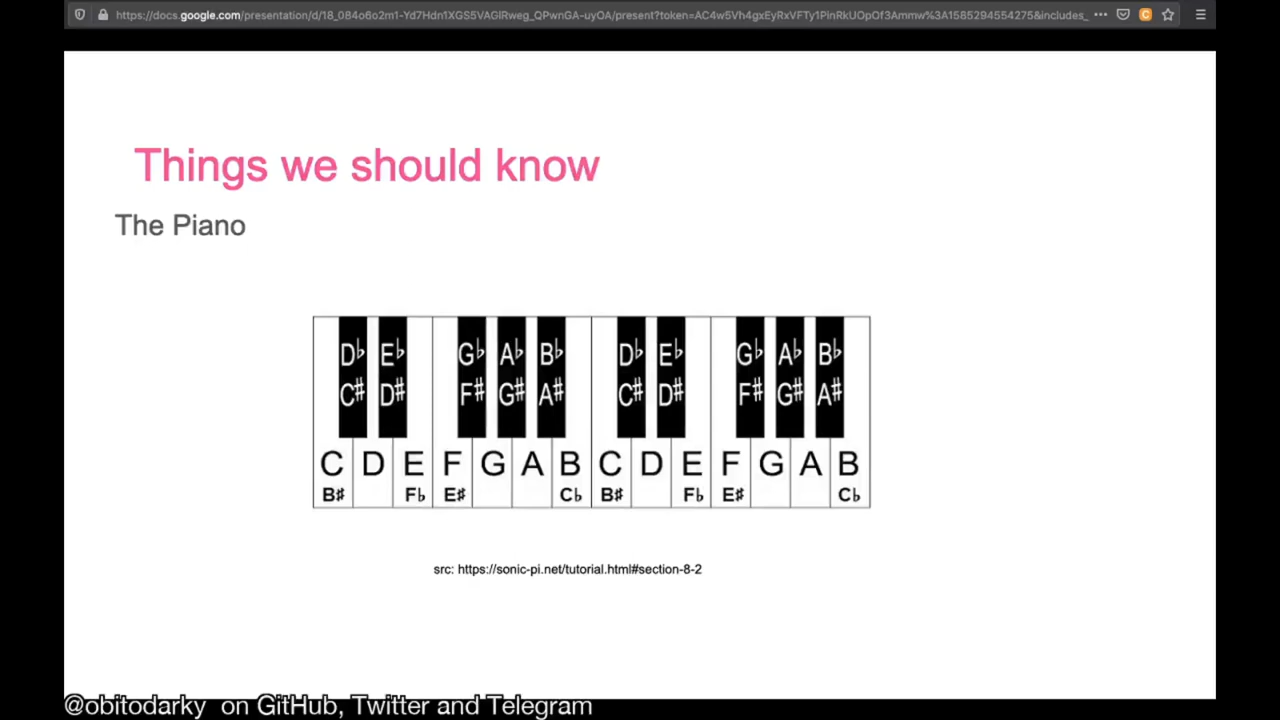 https://docs.google.com/presentation/d/18_084o6o2m1-Yd7Hdn1XGS5VAGlRweg_QPwnGA-uyOA/present?token=AC4w5Vh4gxEyRxVFTy1PlnRkUOpOf3Ammw%3A1585294554275&includes_
Things we should know
The Piano
D♭ E♭ G♭ A♭ B♭ D♭ E♭ G♭ A♭ B♭
C# D# F# G# A# C# D# F# G# A#
C D E F G A B C D E F G A B
B♯ F♭ E♯ C♭ B♯ F♭ E♯ C♭
src: https://sonic-pi.net/tutorial.html#section-8-2
@obitodarky on GitHub, Twitter and Telegram